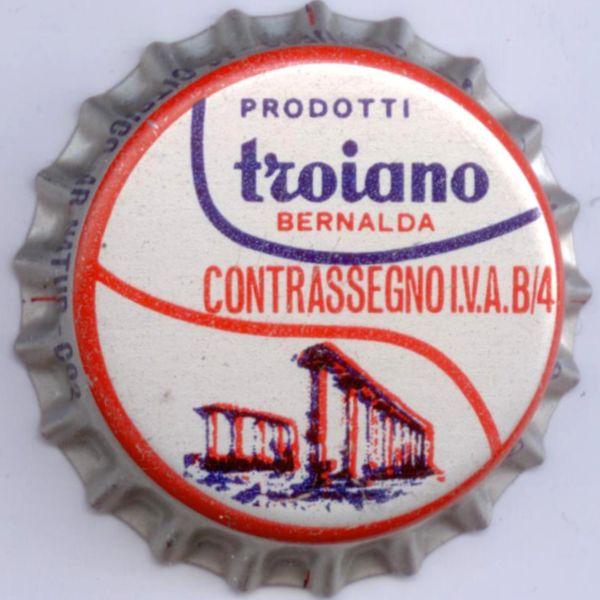 PRODOTTI
troiano
BERNALDA
CONTRASSEGNO I.V.A. B/4